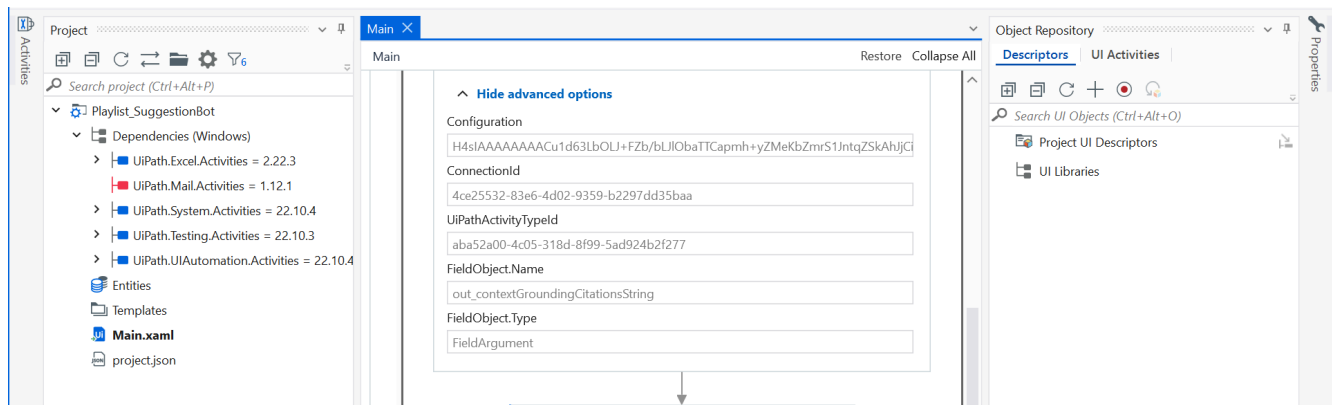 Activities
Project
6
Search project (Ctrl+Alt+P)
Playlist_SuggestionBot
Dependencies (Windows)
UiPath.Excel.Activities = 2.22.3
UiPath.Mail.Activities = 1.12.1
UiPath.System.Activities = 22.10.4
UiPath.Testing.Activities = 22.10.3
UiPath.UIAutomation.Activities = 22.10.4
Entities
Templates
Main.xaml
project.json
Main
Main
Restore Collapse All
Hide advanced options
Configuration
ConnectionId
4ce25532-83e6-4d02-9359-b2297dd35baa
UiPathActivityTypeId
aba52a00-4c05-318d-8f99-5ad924b2f277
FieldObject.Name
out_contextGroundingCitationsString
FieldObject.Type
FieldArgument
Object Repository
Descriptors UI Activities
Search UI Objects (Ctrl+Alt+O)
Project UI Descriptors
UI Libraries
Properties